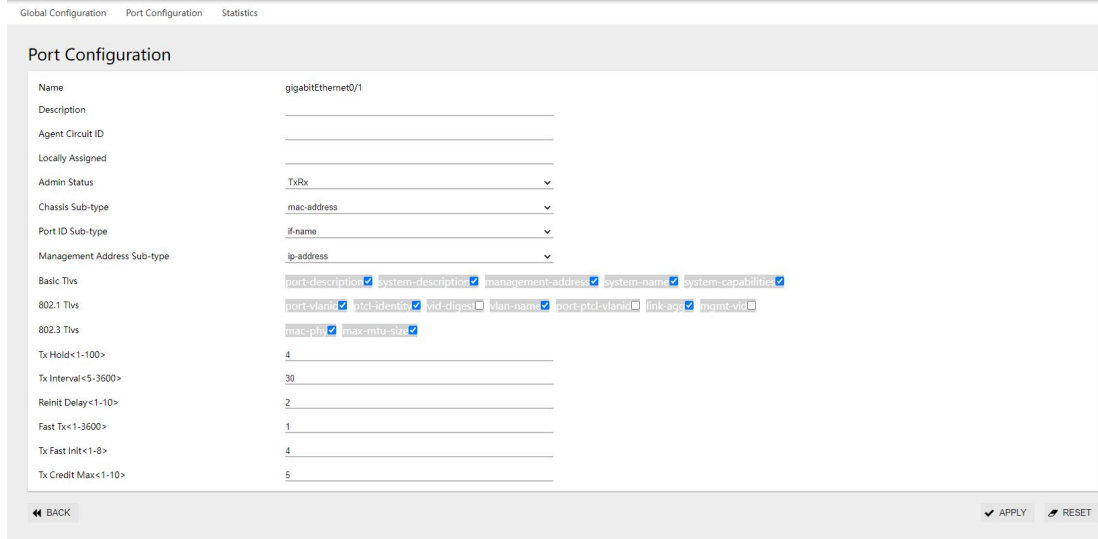 Global Configuration Port Configuration Statistics
Port Configuration
Name gigabitEthernet0/1
Description
Agent Circuit ID
Locally Assigned
Admin Status TxRx
Chassis Sub-type mac-address
Port ID Sub-type if-name
Management Address Sub-type ip-address
Basic Tlvs port-description system-description management-address system-name system-capabilities
802.1 Tlvs port-vlanid ptcl-identity vid-digest vlan-name port-ptcl-vlanid link-agg mgmt-vid
802.3 Tlvs mac-phy max-mtu-size
Tx Hold<1-100> 4
Tx Interval<5-3600> 30
Reinit Delay<1-10> 2
Fast Tx<1-3600> 1
Tx Fast Init<1-8> 4
Tx Credit Max<1-10> 5
BACK APPLY RESET